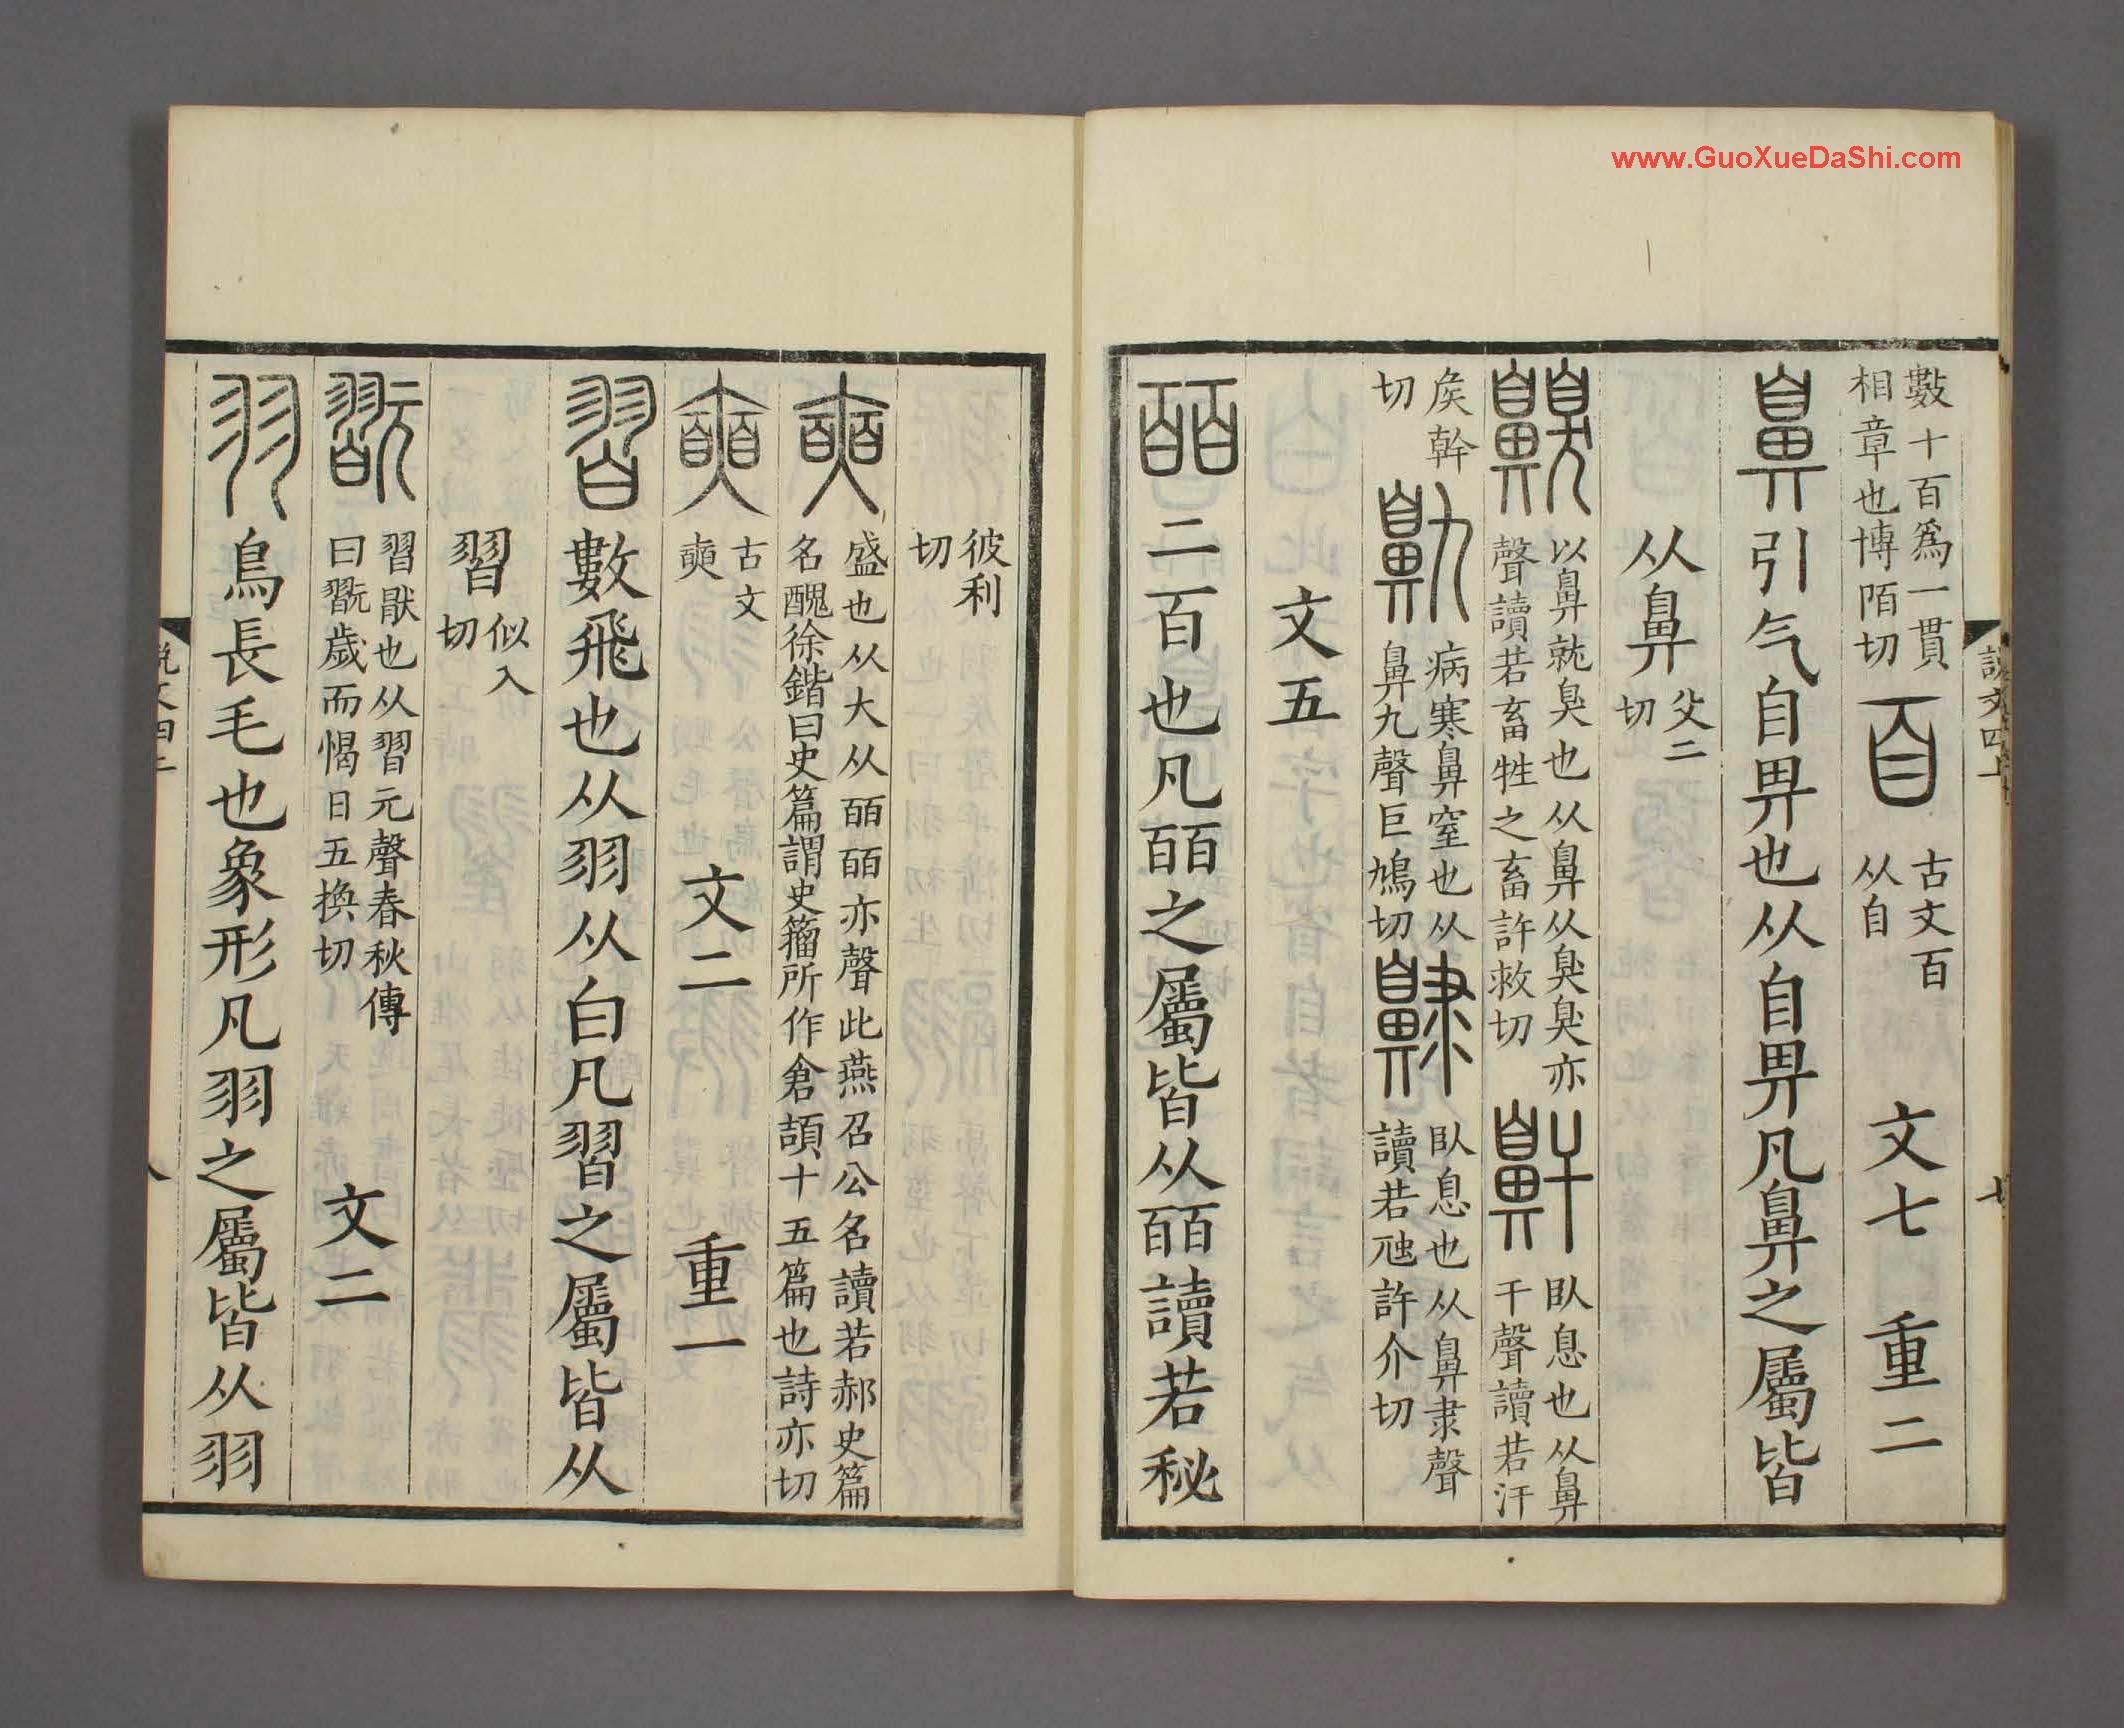 www.GuoXueDaShi.com
說文四上 七
數十百爲一貫相章也博陌切 百 古文百从自 文七 重二
鼻 引气自畀也从自畀凡鼻之屬皆
从鼻 父二切
齅 以鼻就臭也从鼻从臭臭亦聲讀若畜牲之畜許救切 鼾 臥息也从鼻干聲讀若汗
矦幹切 鼽 病寒鼻窒也从鼻九聲巨鳩切 䶐 臥息也从鼻隶聲讀若虺許介切
文五
皕 二百也凡皕之屬皆从皕讀若秘
彼利切
奭 盛也从大从皕皕亦聲此燕召公名讀若郝史篇名醜徐鍇曰史篇謂史籀所作倉頡十五篇也詩亦切
奭 古文奭 文二 重一
習 數飛也从羽从白凡習之屬皆从
習 似入切
翫 習猒也从習元聲春秋傳曰翫歲而愒日五換切 文二
羽 鳥長毛也象形凡羽之屬皆从羽
八